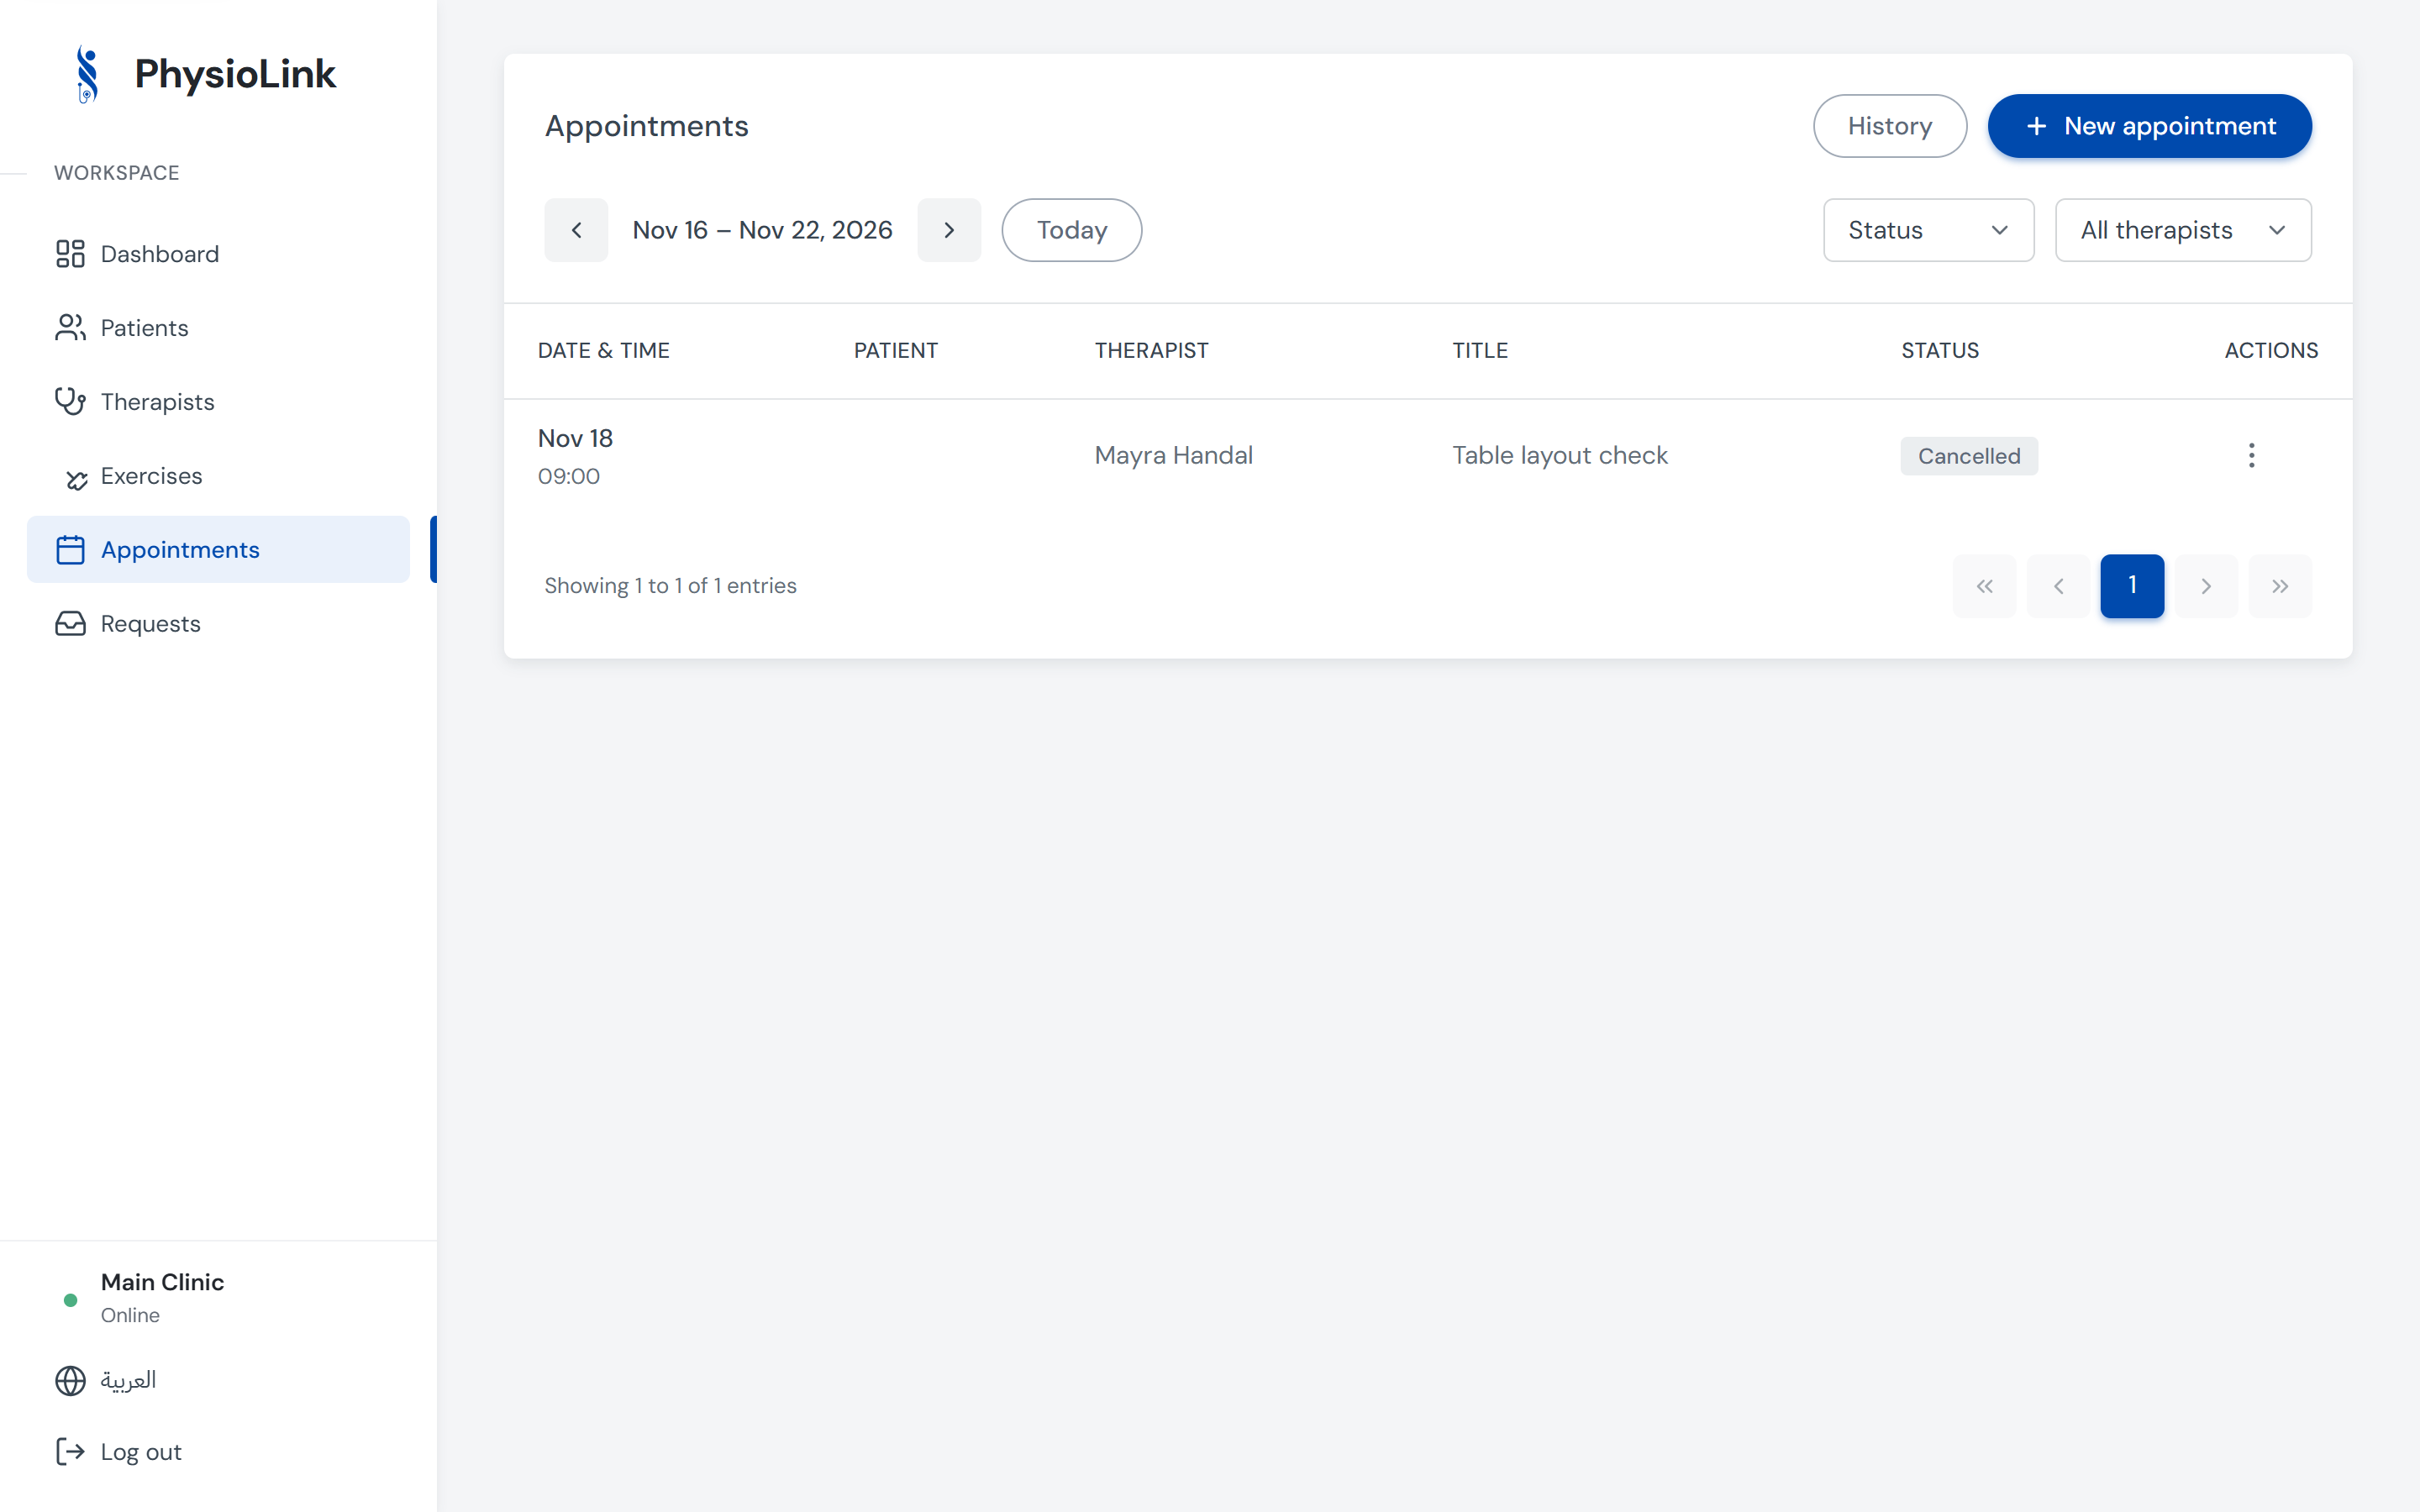 PhysioLink
WORKSPACE
Dashboard
Patients
Therapists
Exercises
Appointments
Requests
Main Clinic
Online
العربية
Log out
Appointments
History
+ New appointment
Nov 16 – Nov 22, 2026
Today
Status
All therapists
DATE & TIME PATIENT THERAPIST TITLE STATUS ACTIONS
Nov 18
09:00
Mayra Handal
Table layout check
Cancelled
Showing 1 to 1 of 1 entries
1